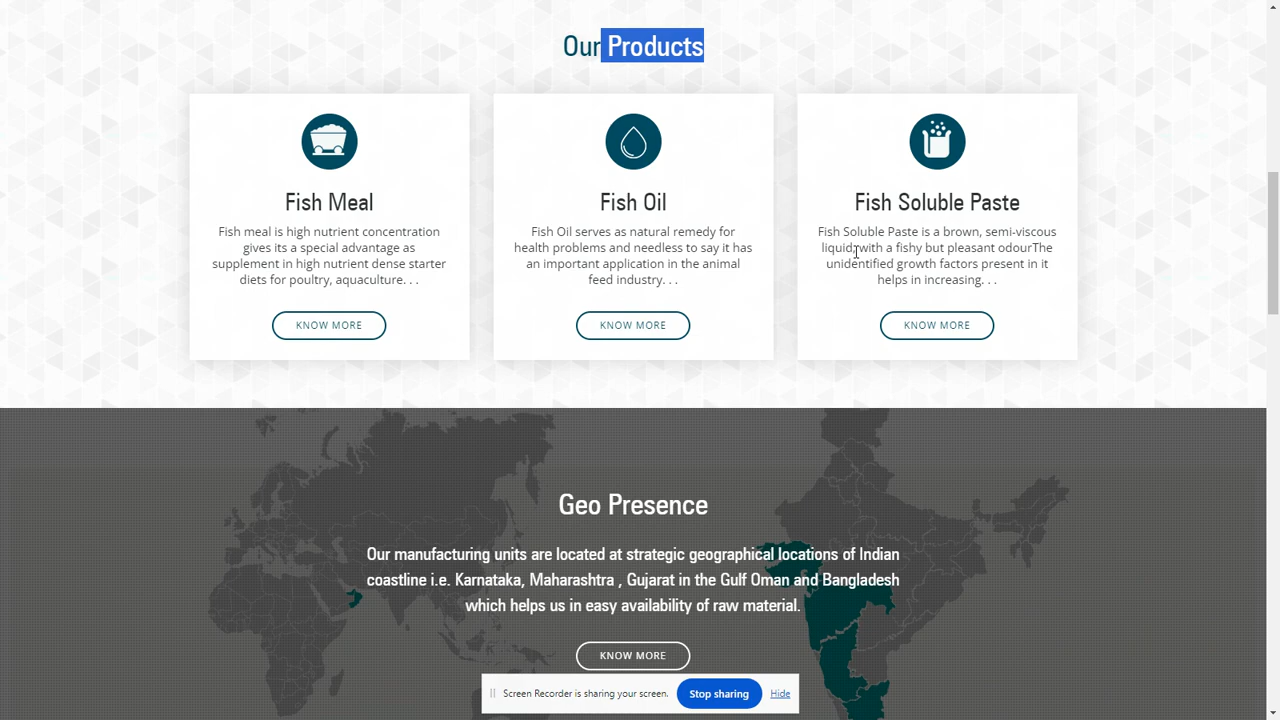 Our Products
Fish Meal
Fish meal is high nutrient concentration
gives its a special advantage as
supplement in high nutrient dense starter
diets for poultry, aquaculture. . .
KNOW MORE
Fish Oil
Fish Oil serves as natural remedy for
health problems and needless to say it has
an important application in the animal
feed industry. . .
KNOW MORE
Fish Soluble Paste
Fish Soluble Paste is a brown, semi-viscous
liquid,with a fishy but pleasant odourThe
unidentified growth factors present in it
helps in increasing. . .
KNOW MORE
Geo Presence
Our manufacturing units are located at strategic geographical locations of Indian
coastline i.e. Karnataka, Maharashtra , Gujarat in the Gulf Oman and Bangladesh
which helps us in easy availability of raw material.
KNOW MORE
Screen Recorder is sharing your screen.
Stop sharing
Hide